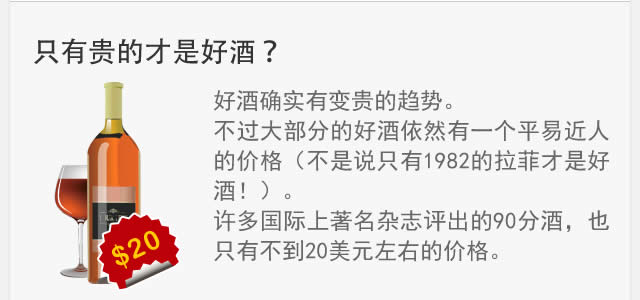 只有贵的才是好酒？
好酒确实有变贵的趋势。
不过大部分的好酒依然有一个平易近人
的价格（不是说只有1982的拉菲才是好
酒！）。
许多国际上著名杂志评出的90分酒，也
只有不到20美元左右的价格。
$20